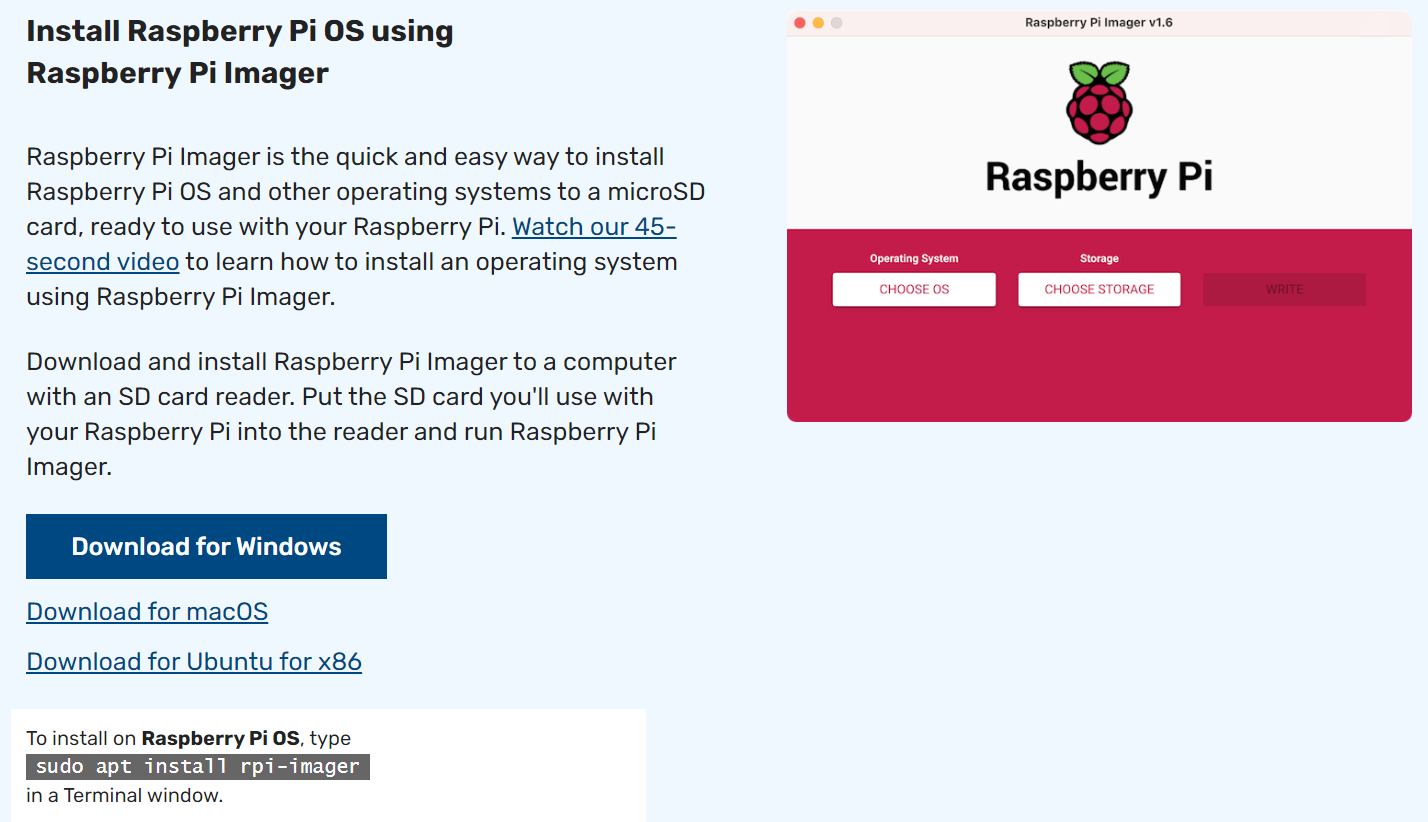 Install Raspberry Pi OS using
Raspberry Pi Imager
Raspberry Pi Imager is the quick and easy way to install
Raspberry Pi OS and other operating systems to a microSD
card, ready to use with your Raspberry Pi. Watch our 45-
second video to learn how to install an operating system
using Raspberry Pi Imager.
Download and install Raspberry Pi Imager to a computer
with an SD card reader. Put the SD card you'll use with
your Raspberry Pi into the reader and run Raspberry Pi
Imager.
Download for Windows
Download for macOS
Download for Ubuntu for x86
To install on Raspberry Pi OS, type
sudo apt install rpi-imager
in a Terminal window.
Raspberry Pi Imager v1.6
Raspberry Pi
Operating System
Storage
CHOOSE OS
CHOOSE STORAGE
WRITE